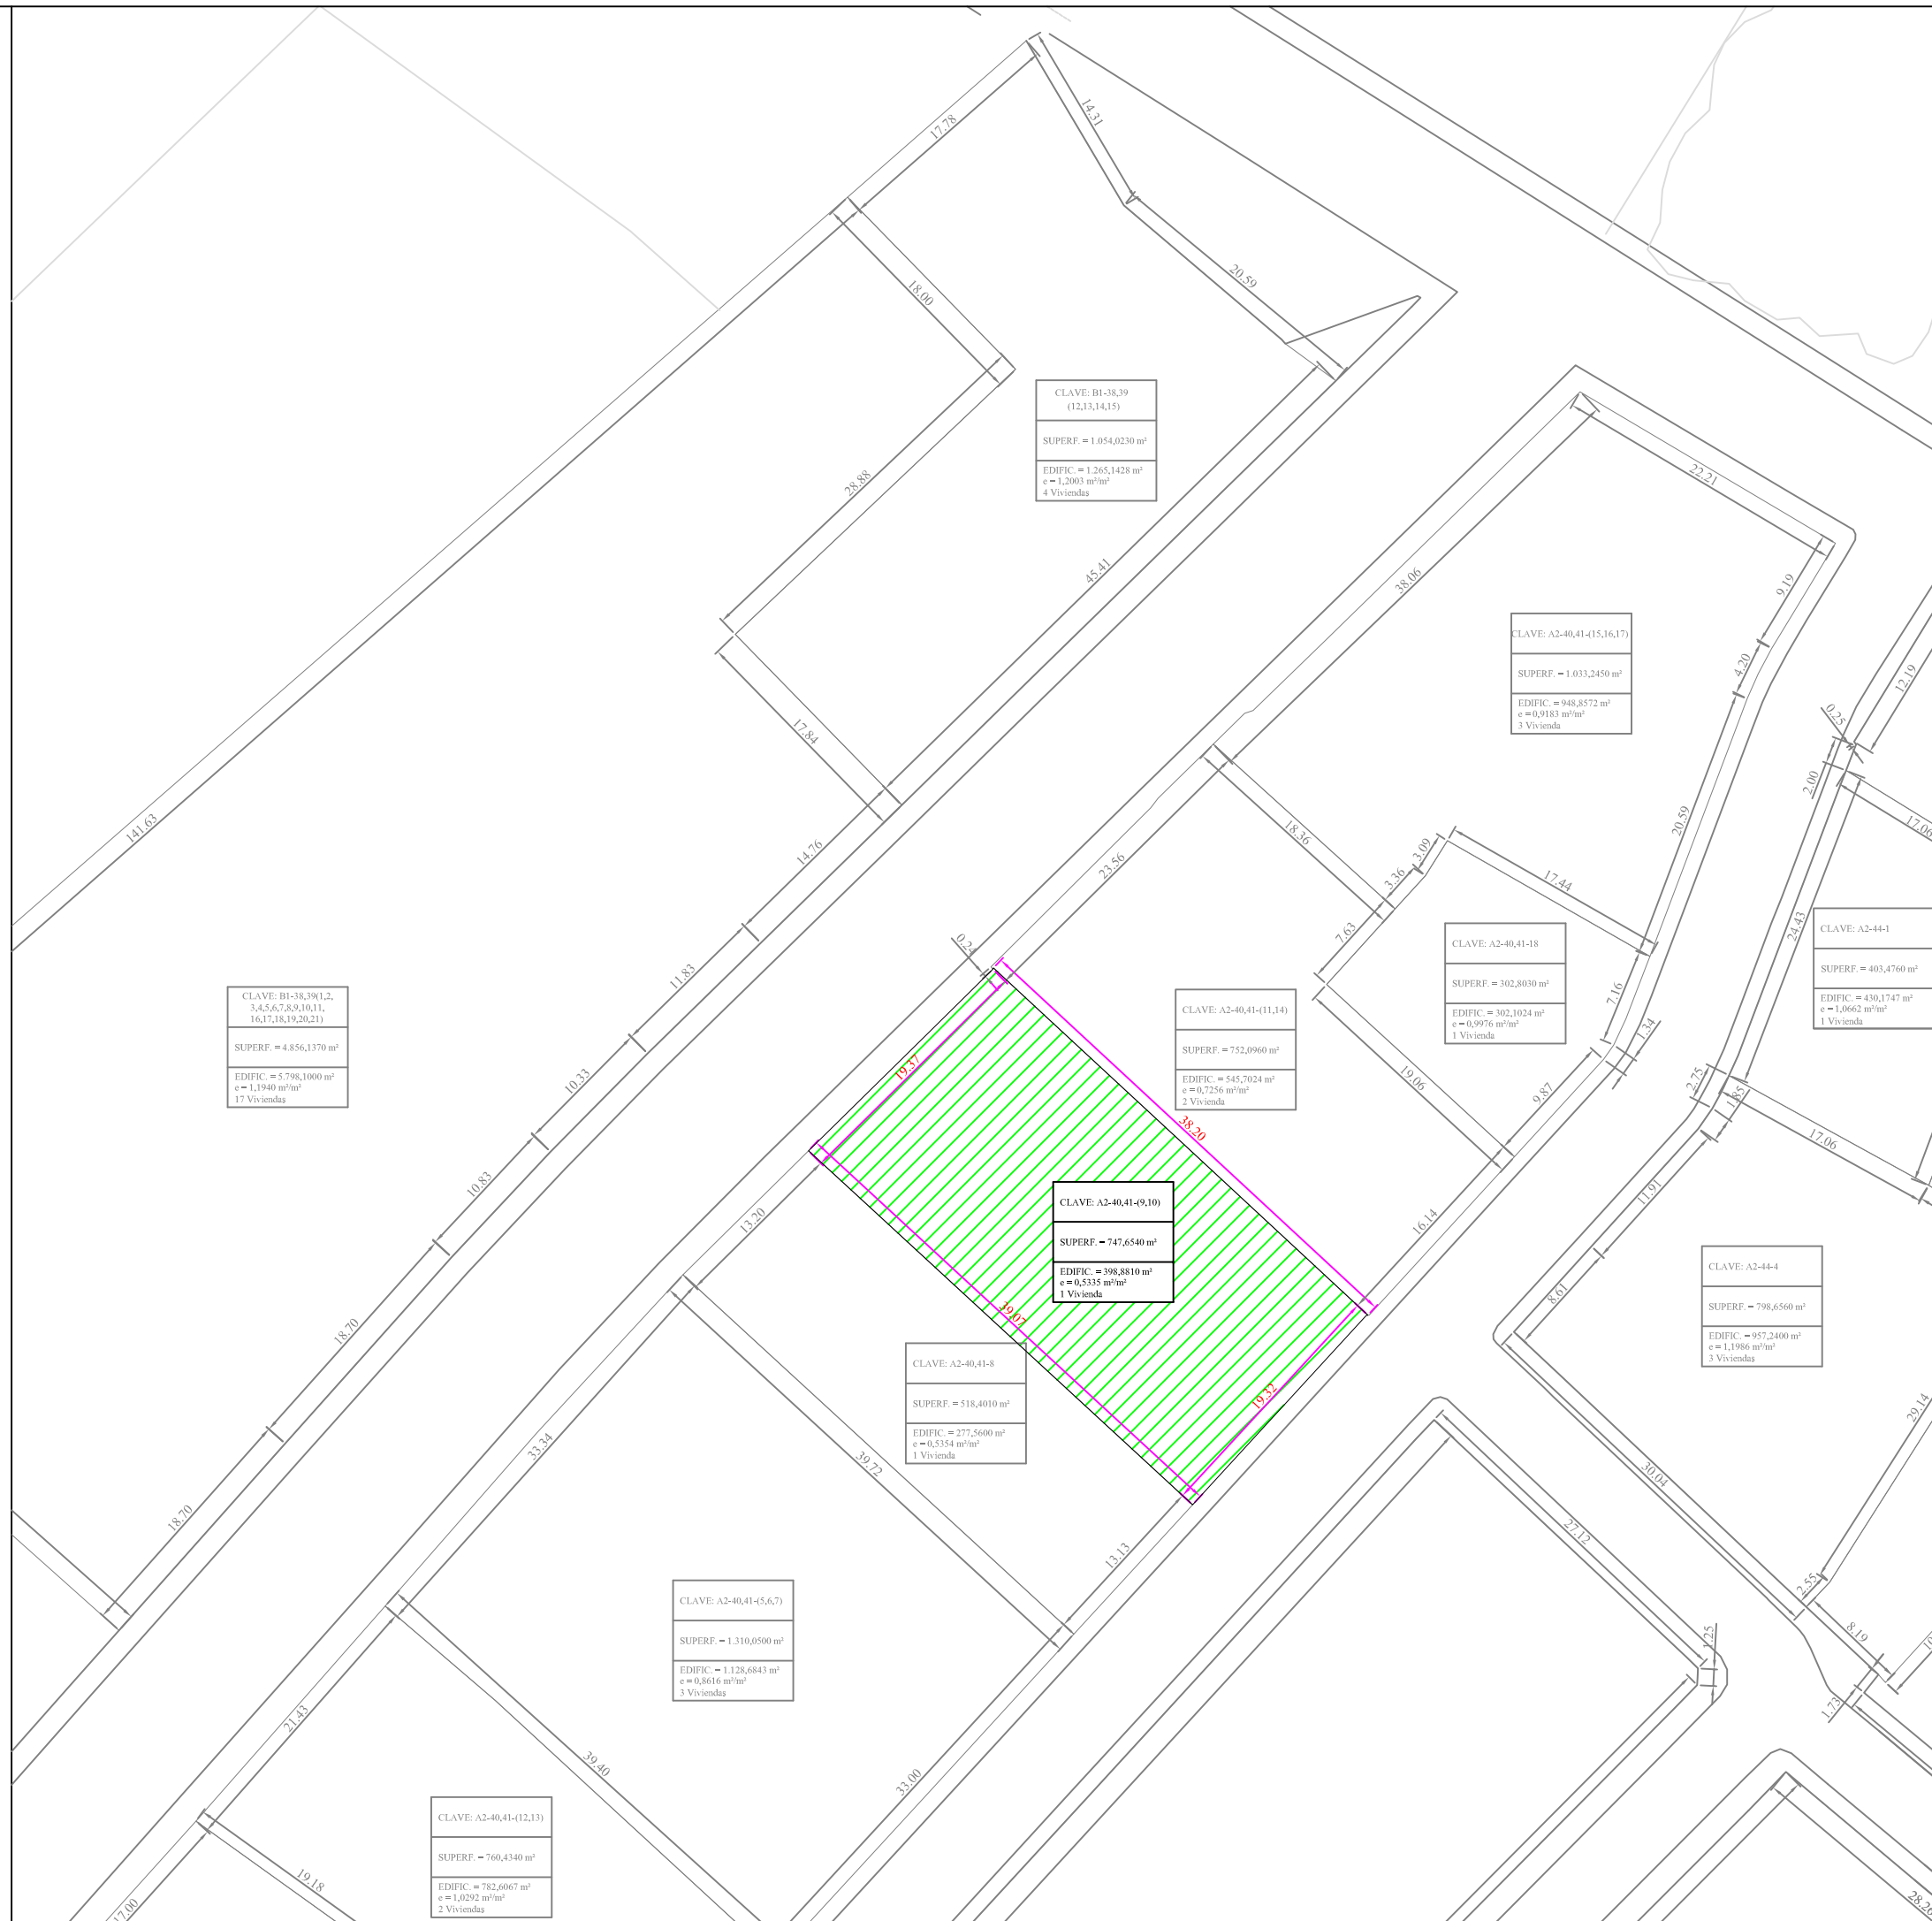 14.31
17.78
20.59
18.00
CLAVE: B1-38,39
(12,13,14,15)
SUPERF. = 1.054,0230 m²
EDIFIC. = 1.265,1428 m²
e = 1,2003 m²/m²
4 Viviendas
28.88
22.21
45.41
38.06
9.19
CLAVE: A2-40,41-(15,16,17)
SUPERF. = 1.033,2450 m²
EDIFIC. = 948,8572 m²
e = 0,9183 m²/m²
3 Vivienda
4.20
12.19
0.25
17.84
2.00
141.63
14.76
18.36
20.59
17.06
23.56
3.09
3.36
17.44
7.63
24.43
0.24
11.83
CLAVE: A2-44-1
SUPERF. = 403,4760 m²
EDIFIC. = 430,1747 m²
e = 1,0662 m²/m²
1 Vivienda
CLAVE: A2-40,41-18
SUPERF. = 302,8030 m²
EDIFIC. = 302,1024 m²
e = 0,9976 m²/m²
1 Vivienda
7.16
1.34
CLAVE: B1-38,39(1,2,
3,4,5,6,7,8,9,10,11,
16,17,18,19,20,21)
SUPERF. = 4.856,1370 m²
EDIFIC. = 5.798,1000 m²
e = 1,1940 m²/m²
17 Viviendas
CLAVE: A2-40,41-(11,14)
SUPERF. = 752,0960 m²
EDIFIC. = 545,7024 m²
e = 0,7256 m²/m²
2 Vivienda
19.37
10.33
19.06
9.87
2.75
1.85
38.20
17.06
10.83
13.20
11.91
16.14
CLAVE: A2-40,41-(9,10)
SUPERF. = 747,6540 m²
EDIFIC. = 398,8810 m²
e = 0,5335 m²/m²
1 Vivienda
39.07
8.61
CLAVE: A2-44-4
SUPERF. = 798,6560 m²
EDIFIC. = 957,2400 m²
e = 1,1986 m²/m²
3 Viviendas
18.70
CLAVE: A2-40,41-8
SUPERF. = 518,4010 m²
EDIFIC. = 277,5600 m²
e = 0,5354 m²/m²
1 Vivienda
19.32
29.14
33.34
39.72
30.04
18.70
27.12
13.13
2.55
CLAVE: A2-40,41-(5,6,7)
SUPERF. = 1.310,0500 m²
EDIFIC. = 1.128,6843 m²
e = 0,8616 m²/m²
3 Viviendas
1.25
8.19
21.43
1.73
39.40
33.00
CLAVE: A2-40,41-(12,13)
SUPERF. = 760,4340 m²
EDIFIC. = 782,6067 m²
e = 1,0292 m²/m²
2 Viviendas
19.18
17.00
28.26